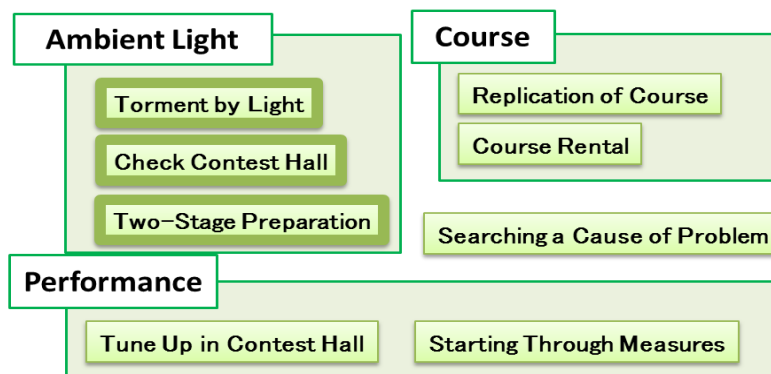 Ambient Light
Torment by Light
Check Contest Hall
Two-Stage Preparation
Course
Replication of Course
Course Rental
Searching a Cause of Problem
Performance
Tune Up in Contest Hall
Starting Through Measures